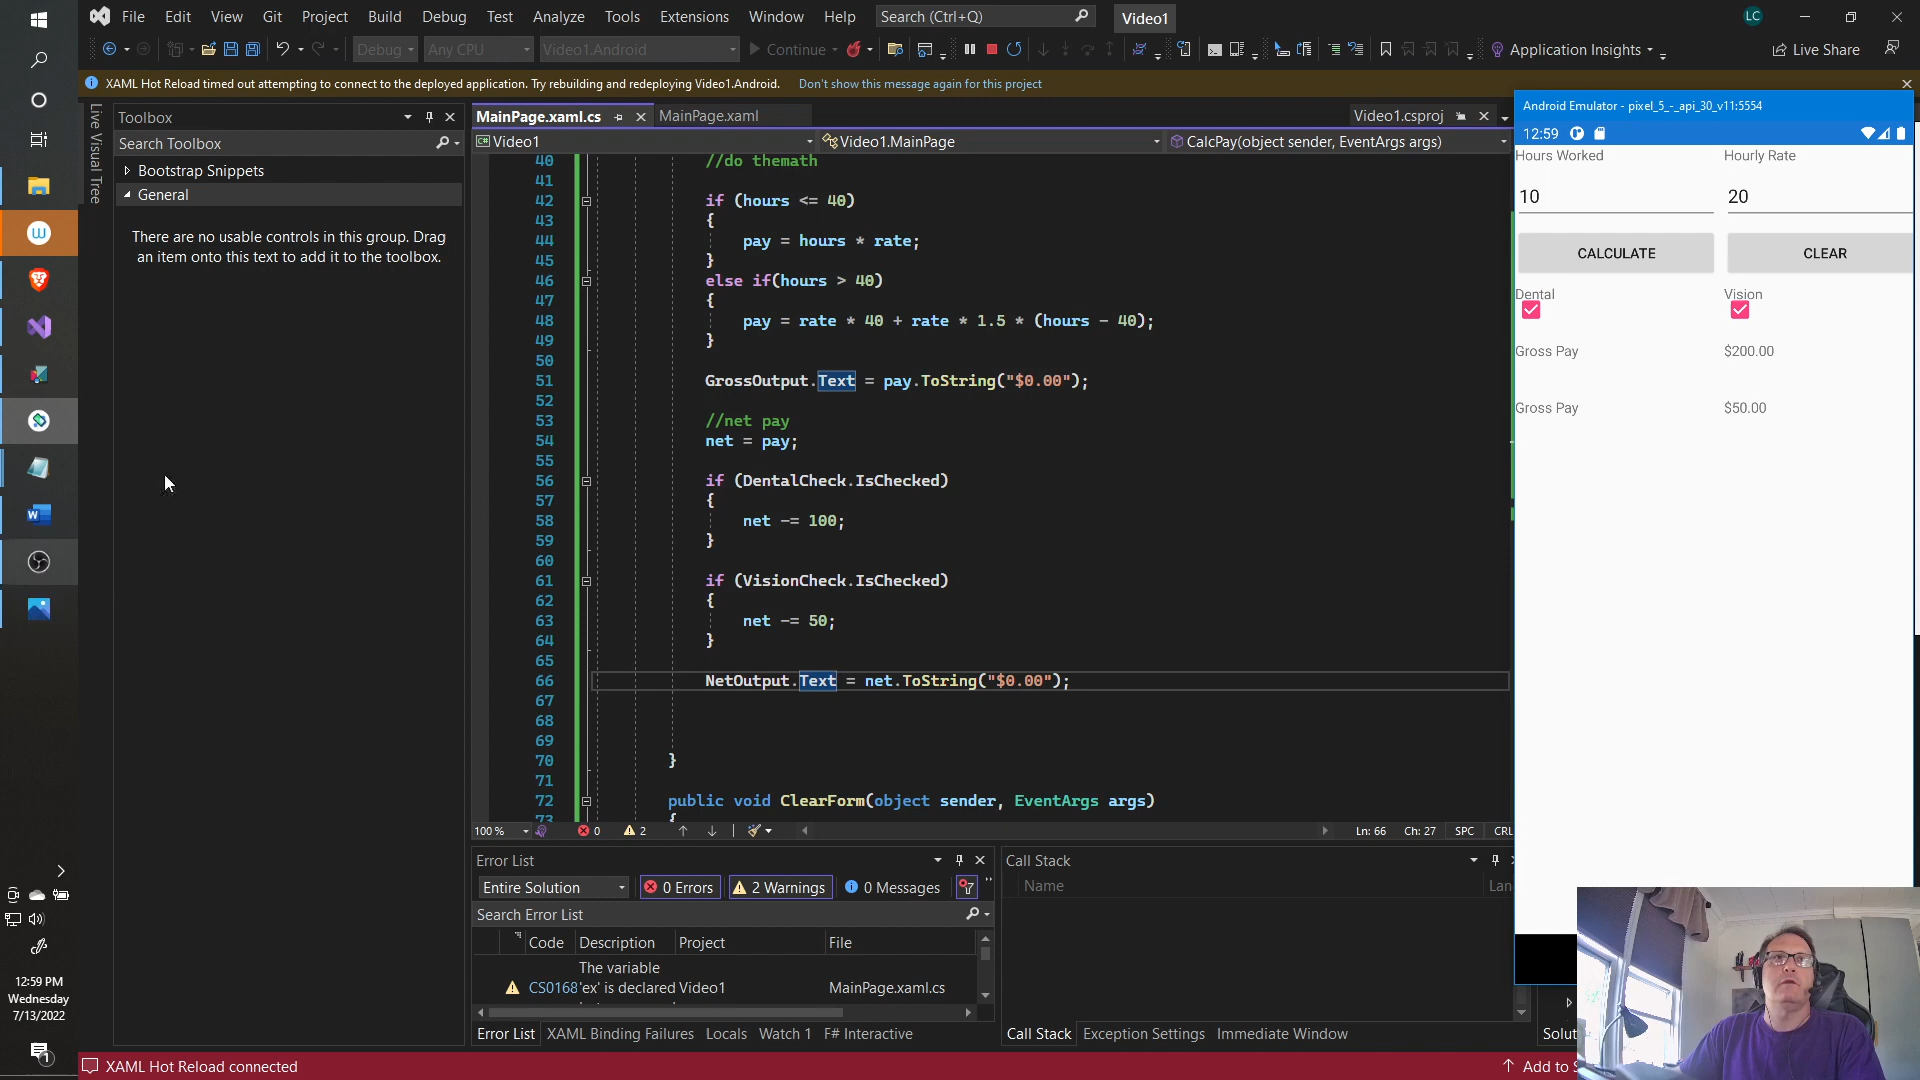 File Edit View Git Project Build Debug Test Analyze Tools Extensions Window Help Search (Ctrl+Q) Video1 LC
Debug Any CPU Video1.Android Continue Application Insights Live Share
XAML Hot Reload timed out attempting to connect to the deployed application. Try rebuilding and redeploying Video1.Android. Don't show this message again for this project
Live Visual Tree
Toolbox
Search Toolbox
Bootstrap Snippets
General
There are no usable controls in this group. Drag
an item onto this text to add it to the toolbox.
MainPage.xaml.cs MainPage.xaml Video1.csproj
Video1 Video1.MainPage CalcPay(object sender, EventArgs args)
40 //do themath
41
42 if (hours <= 40)
43 {
44 pay = hours * rate;
45 }
46 else if(hours > 40)
47 {
48 pay = rate * 40 + rate * 1.5 * (hours - 40);
49 }
50
51 GrossOutput.Text = pay.ToString("$0.00");
52
53 //net pay
54 net = pay;
55
56 if (DentalCheck.IsChecked)
57 {
58 net -= 100;
59 }
60
61 if (VisionCheck.IsChecked)
62 {
63 net -= 50;
64 }
65
66 NetOutput.Text = net.ToString("$0.00");
67
68
69
70 }
71
72 public void ClearForm(object sender, EventArgs args)
73 {
100 % 0 2 Ln: 66 Ch: 27 SPC CRL
Android Emulator - pixel_5_-_api_30_v11:5554
12:59
Hours Worked Hourly Rate
10 20
CALCULATE CLEAR
Dental Vision
Gross Pay $200.00
Gross Pay $50.00
Error List
Entire Solution 0 Errors 2 Warnings 0 Messages
Search Error List
Code Description Project File
The variable
CS0168 'ex' is declared Video1 MainPage.xaml.cs
Error List XAML Binding Failures Locals Watch 1 F# Interactive
Call Stack
Name Lan
Call Stack Exception Settings Immediate Window
Solut
12:59 PM
Wednesday
7/13/2022
1
XAML Hot Reload connected
Add to S